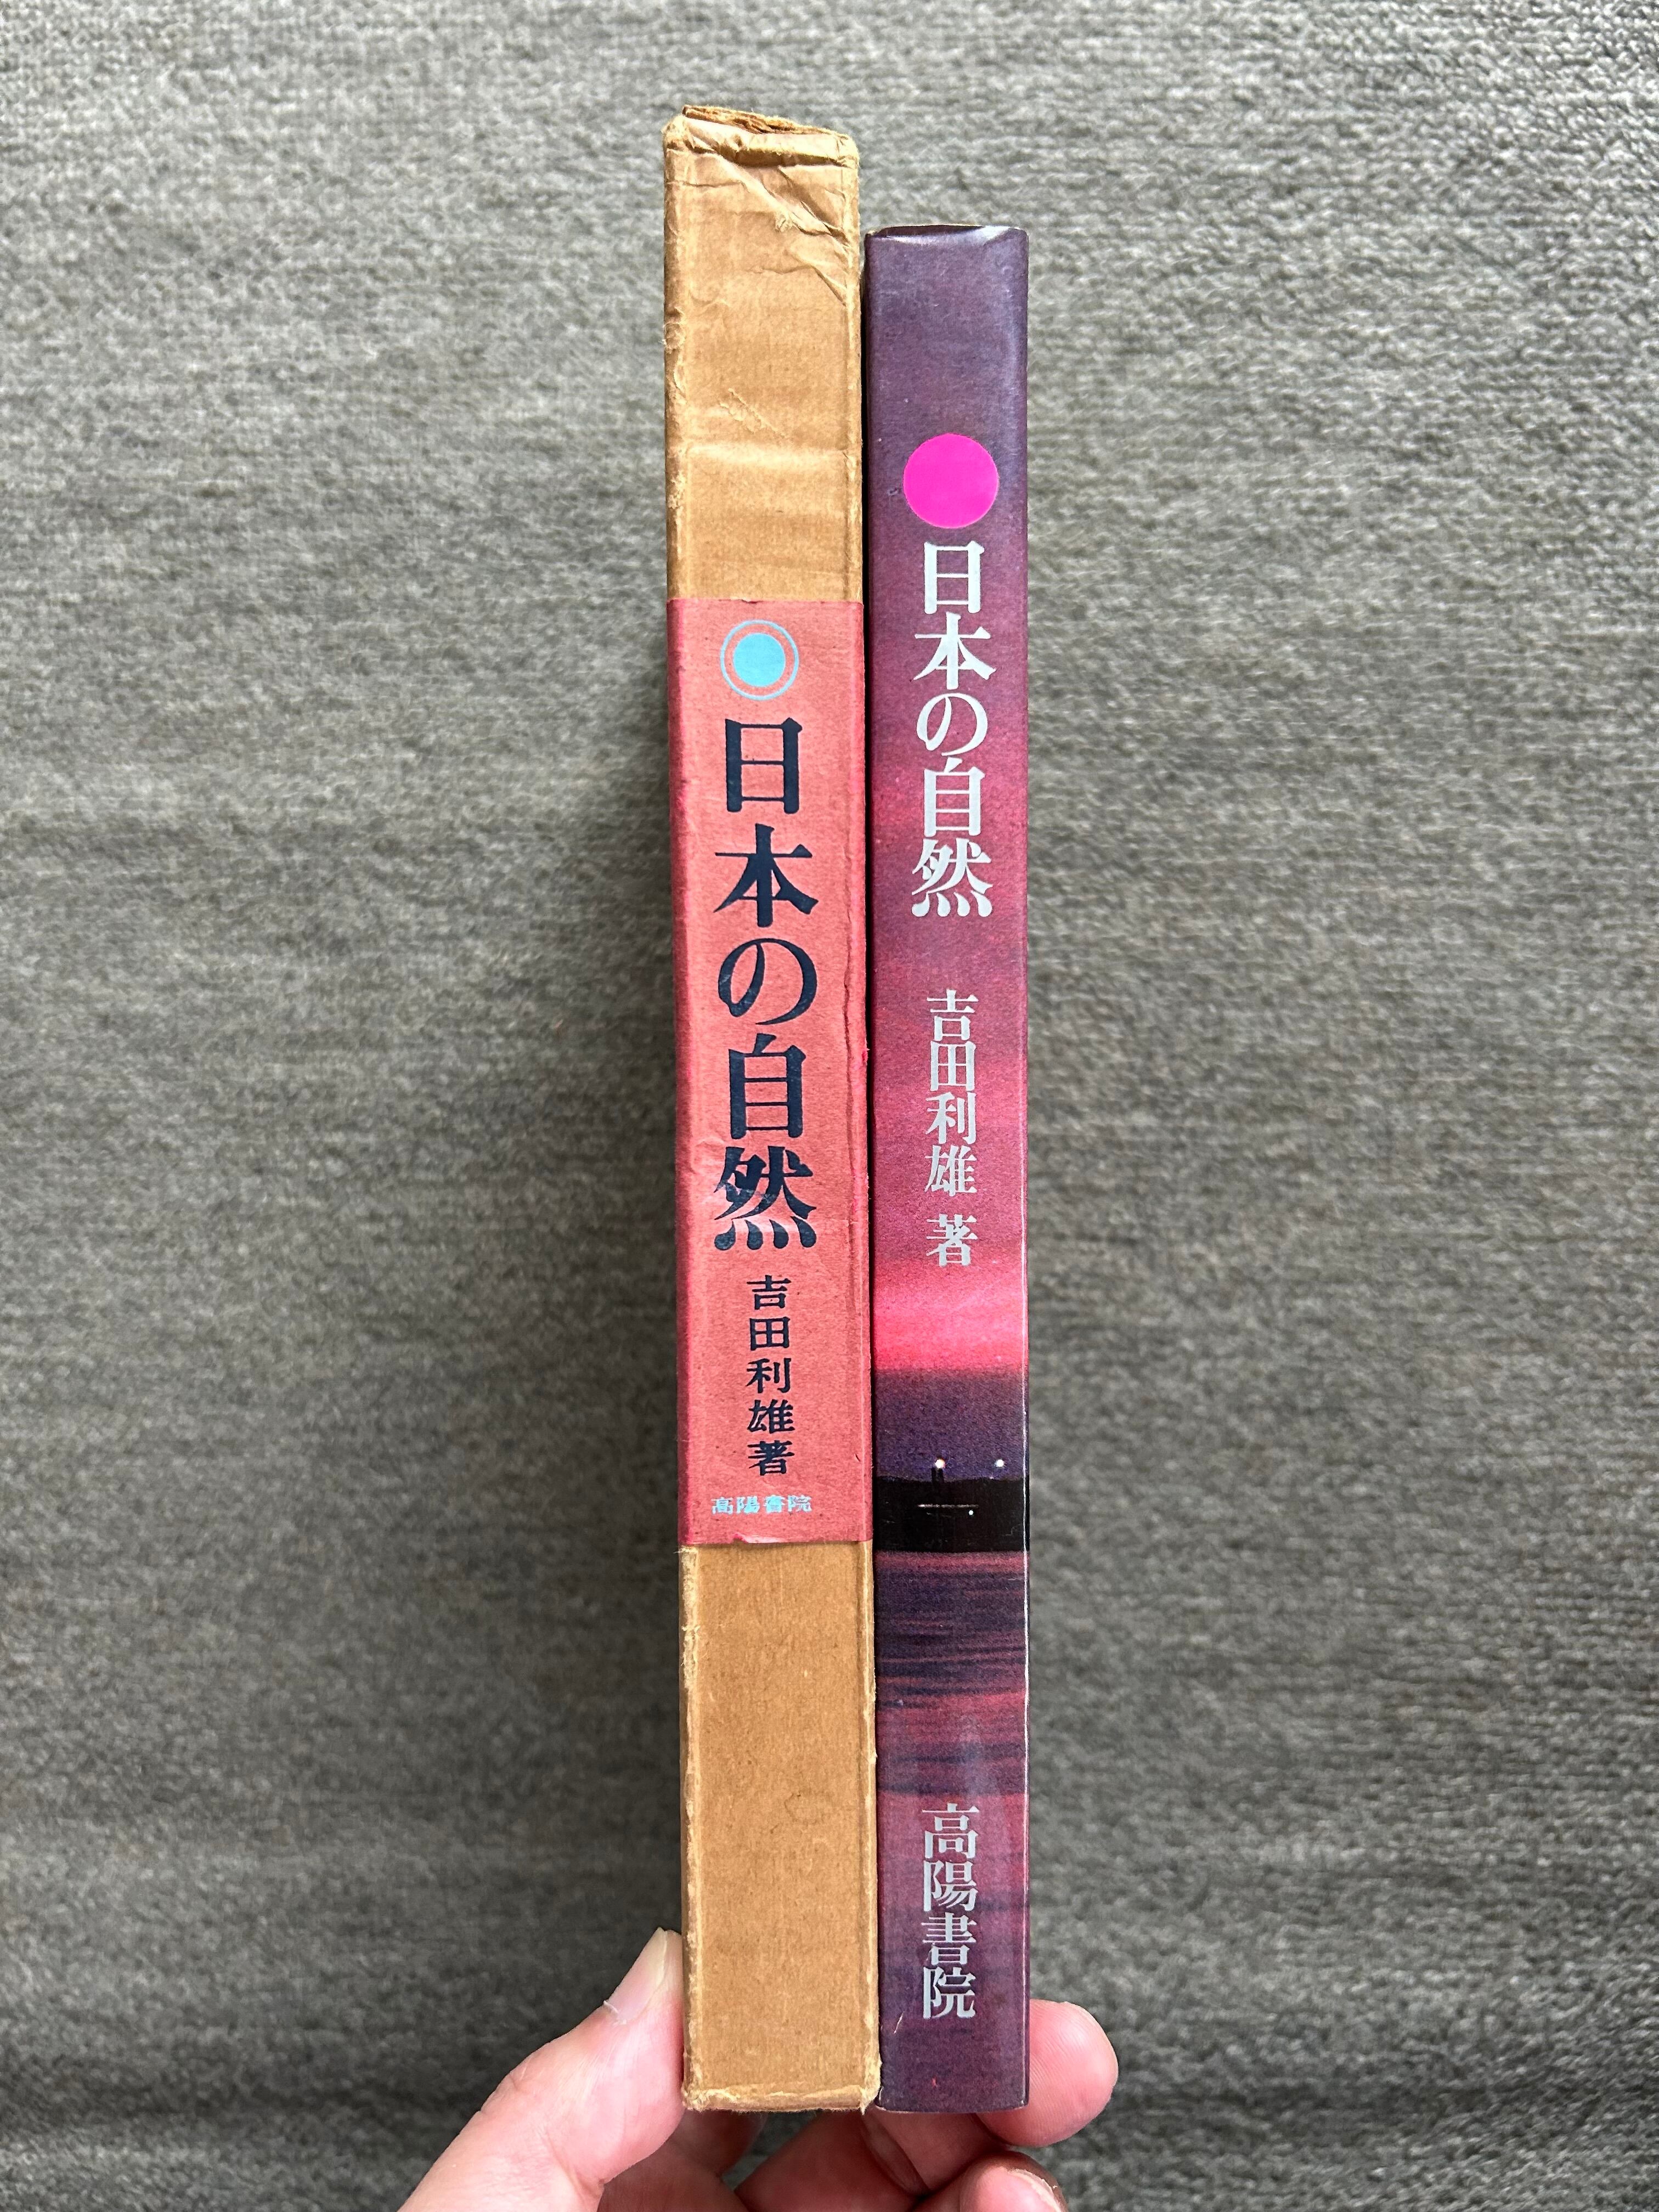 日本の自然
吉田利雄著
高陽書院
日本の自然
吉田利雄 著
高陽書院